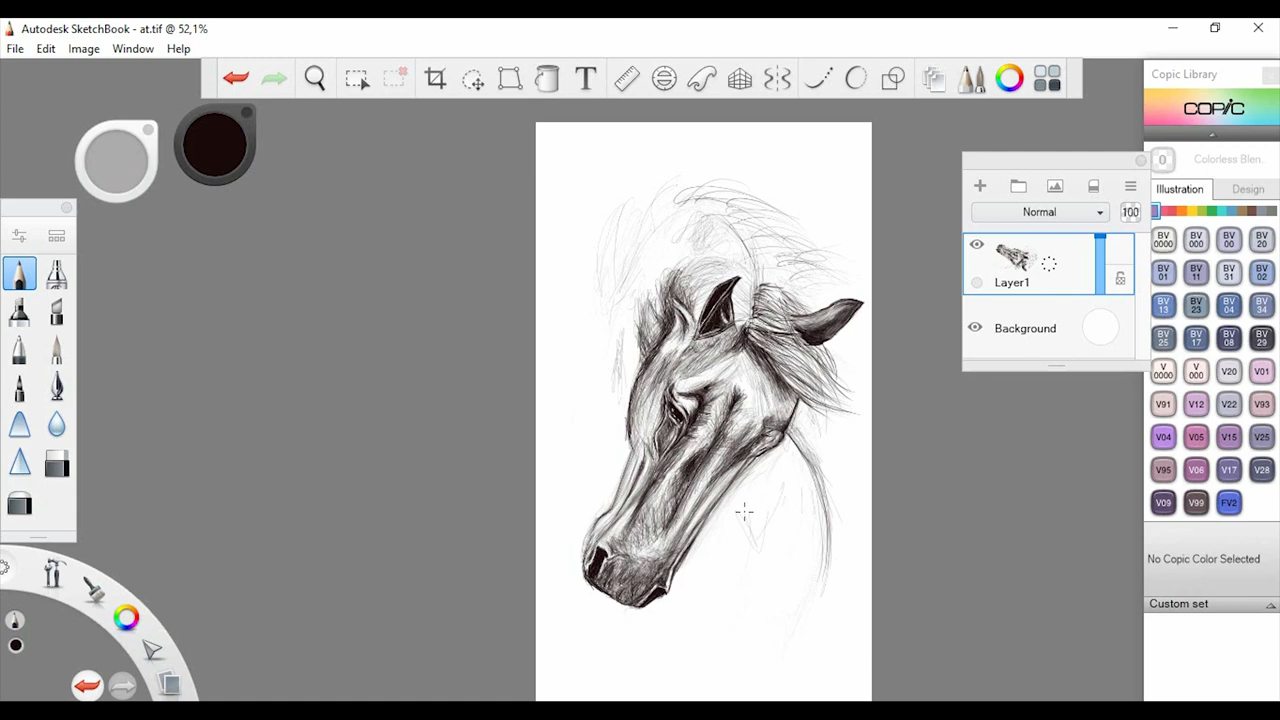 Autodesk SketchBook - at.tif @ 52,1%
File Edit Image Window Help
T
Copic Library
COPIC
0 Colorless Blen..
Illustration Design
Normal 100
Layer1
Background
BV 0000 BV 000 BV 00 BV 20
BV 01 BV 11 BV 31 BV 02
BV 13 BV 23 BV 04 BV 34
BV 25 BV 17 BV 08 BV 29
V 0000 V 000 V20 V01
V91 V12 V22 V93
V04 V05 V15 V25
V95 V06 V17 V28
V09 V99 FV2
No Copic Color Selected
Custom set